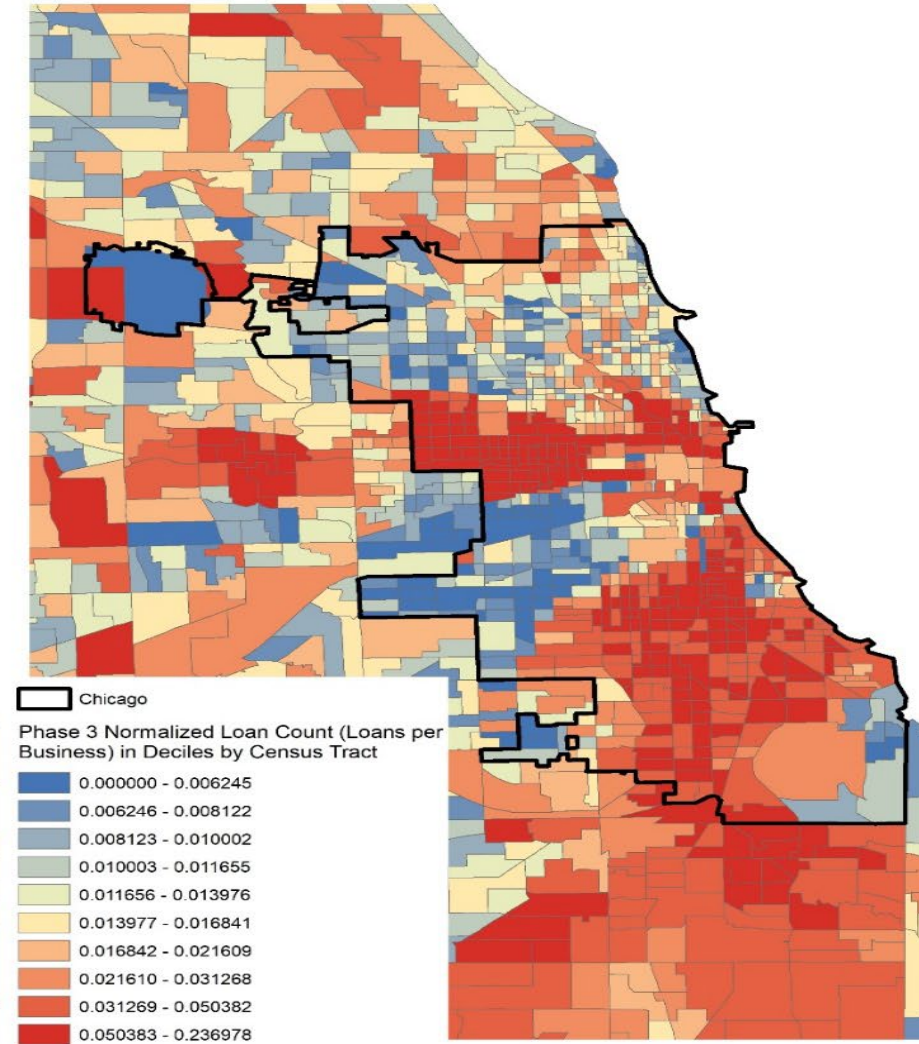 Chicago
Phase 3 Normalized Loan Count (Loans per
Business) in Deciles by Census Tract
0.000000 - 0.006245
0.006246 - 0.008122
0.008123 - 0.010002
0.010003 - 0.011655
0.011656 - 0.013976
0.013977 - 0.016841
0.016842 - 0.021609
0.021610 - 0.031268
0.031269 - 0.050382
0.050383 - 0.236978